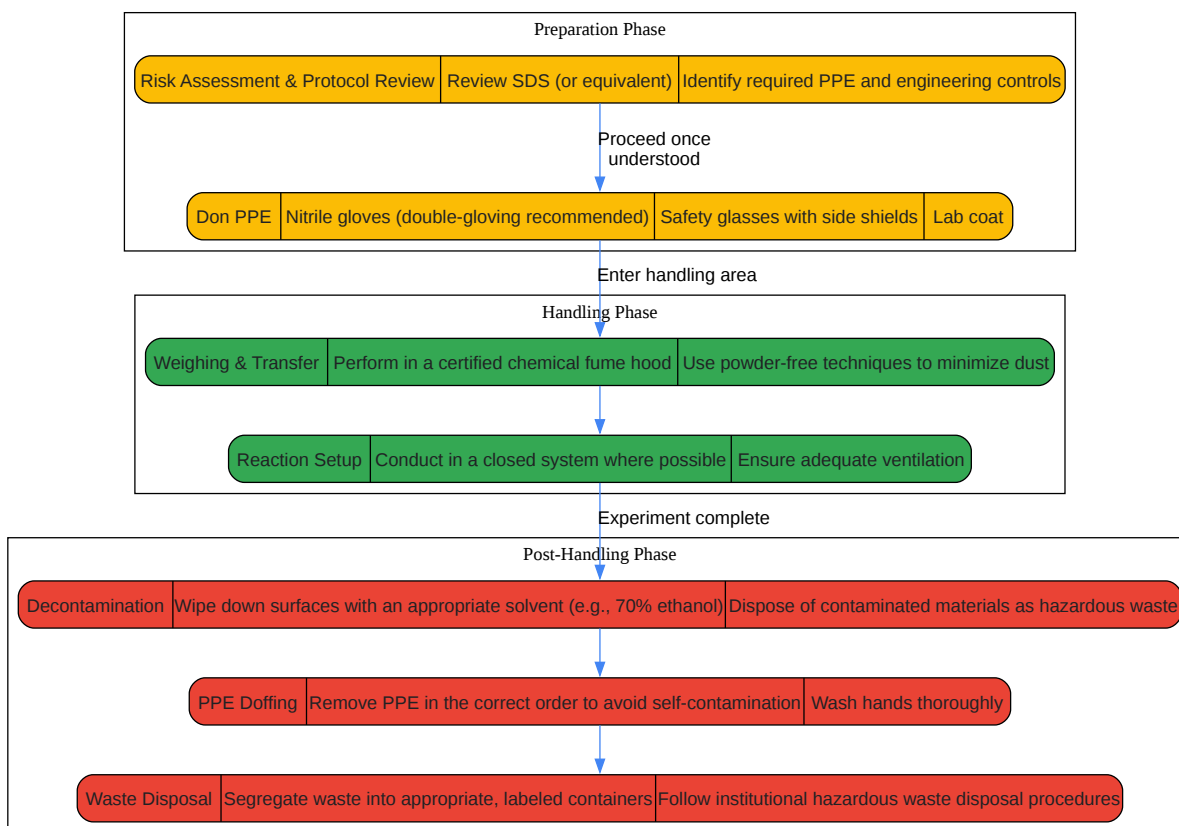 Preparation Phase
Risk Assessment & Protocol Review
Review SDS (or equivalent)
Identify required PPE and engineering controls
Proceed once
understood
Don PPE
Nitrile gloves (double-gloving recommended)
Safety glasses with side shields
Lab coat
Enter handling area
Handling Phase
Weighing & Transfer
Perform in a certified chemical fume hood
Use powder-free techniques to minimize dust
Reaction Setup
Conduct in a closed system where possible
Ensure adequate ventilation
Experiment complete
Post-Handling Phase
Decontamination
Wipe down surfaces with an appropriate solvent (e.g., 70% ethanol)
Dispose of contaminated materials as hazardous waste
PPE Doffing
Remove PPE in the correct order to avoid self-contamination
Wash hands thoroughly
Waste Disposal
Segregate waste into appropriate, labeled containers
Follow institutional hazardous waste disposal procedures